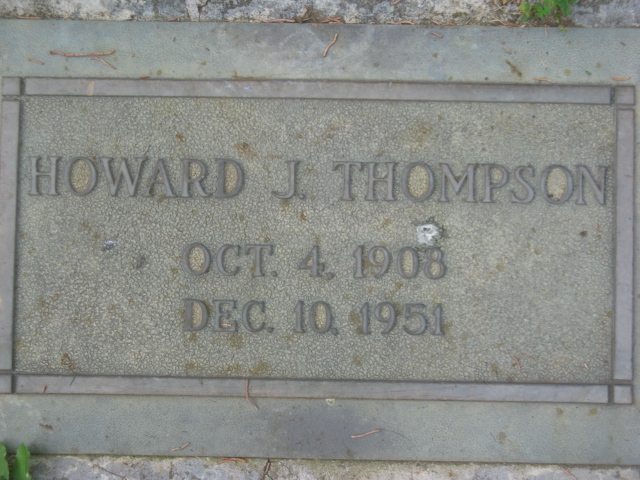 HOWARD J. THOMPSON
OCT. 4, 1908
DEC. 10, 1951